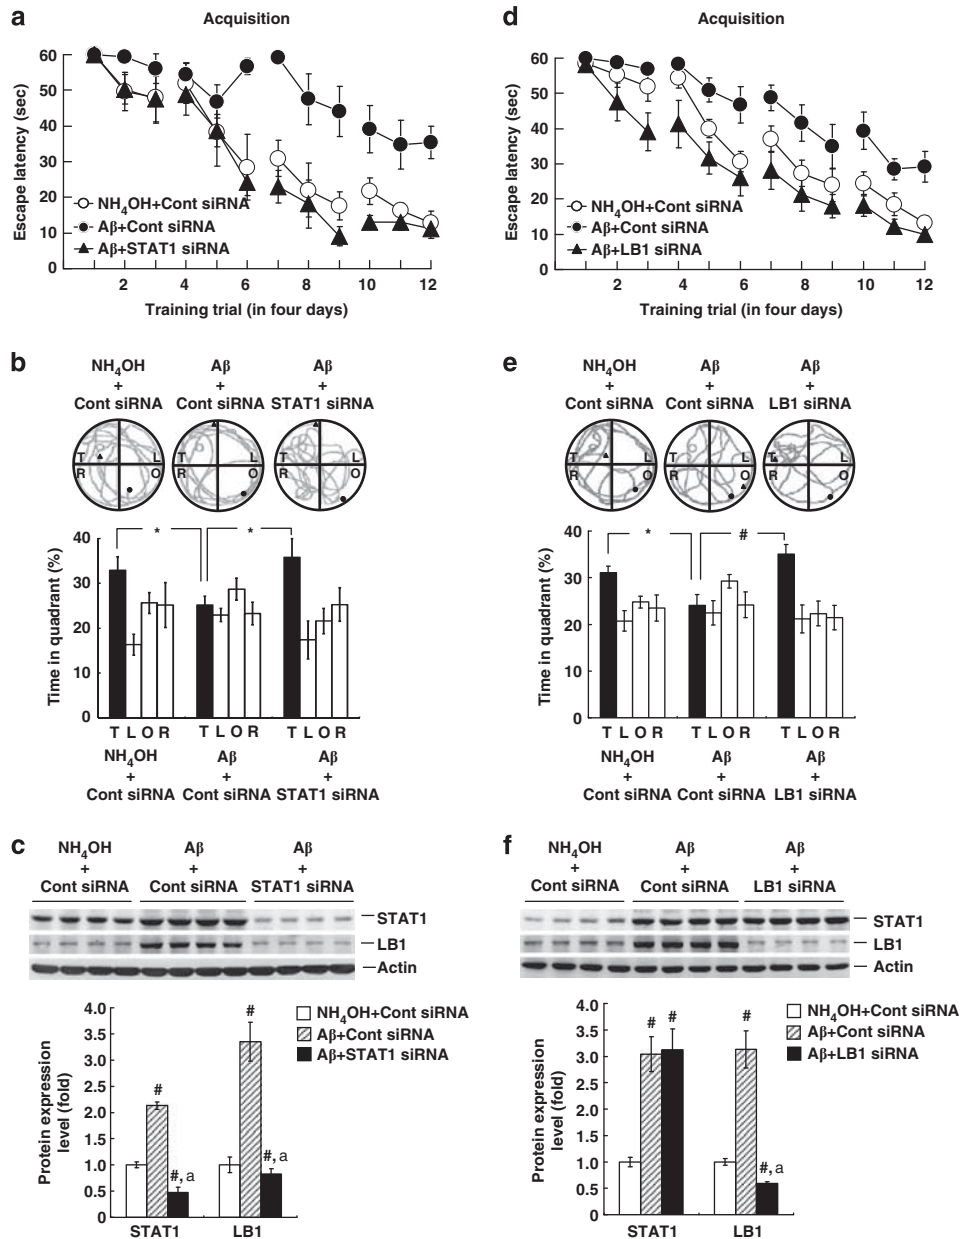 a
Acquisition
Escape latency (sec)
60
50
40
30
20
10
0
NH4OH+Cont siRNA
Aβ+Cont siRNA
Aβ+STAT1 siRNA
2 4 6 8 10 12
Training trial (in four days)
d
Acquisition
Escape latency (sec)
60
50
40
30
20
10
0
NH4OH+Cont siRNA
Aβ+Cont siRNA
Aβ+LB1 siRNA
2 4 6 8 10 12
Training trial (in four days)
b
NH4OH Aβ Aβ
+ + +
Cont siRNA Cont siRNA STAT1 siRNA
T L
R O
Time in quadrant (%)
40
30
20
10
0
* *
T L O R T L O R T L O R
NH4OH Aβ Aβ
+ + +
Cont siRNA Cont siRNA STAT1 siRNA
e
NH4OH Aβ Aβ
+ + +
Cont siRNA Cont siRNA LB1 siRNA
T L T L
R O R O
Time in quadrant (%)
40
30
20
10
0
* #
T L O R T L O R T L O R
NH4OH Aβ Aβ
+ + +
Cont siRNA Cont siRNA LB1 siRNA
c
NH4OH Aβ Aβ
+ + +
Cont siRNA Cont siRNA STAT1 siRNA
STAT1
LB1
Actin
Protein expression
level (fold)
4.0
3.5
3.0
2.5
2.0
1.5
1.0
0.5
0
NH4OH+Cont siRNA
Aβ+Cont siRNA
Aβ+STAT1 siRNA
#
#
#,a
#,a
STAT1 LB1
f
NH4OH Aβ Aβ
+ + +
Cont siRNA Cont siRNA LB1 siRNA
STAT1
LB1
Actin
Protein expression
level (fold)
4.0
3.5
3.0
2.5
2.0
1.5
1.0
0.5
0
NH4OH+Cont siRNA
Aβ+Cont siRNA
Aβ+LB1 siRNA
# # #
#,a
STAT1 LB1